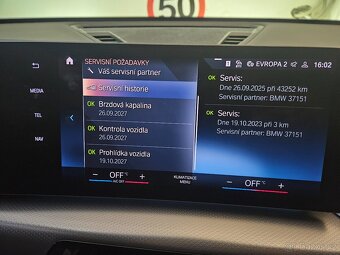 50
SERVISNÍ POŽADAVKY
1
EVROPA 2
16:02
Váš servisní partner
Servisní historie
OK Brzdová kapalina
26.09.2027
OK Kontrola vozidla
26.09.2027
OK Prohlídka vozidla
19.10.2027
Servis:
Dne 26.09.2025 při 43252 km
Servisní partner: BMW 37151
Servis:
Dne 19.10.2023 při 3 km
Servisní partner: BMW 37151
MEDIA
TEL
NAV
OFF °C
A/C OFF
KLIMATIZACE
MENU
OFF °C